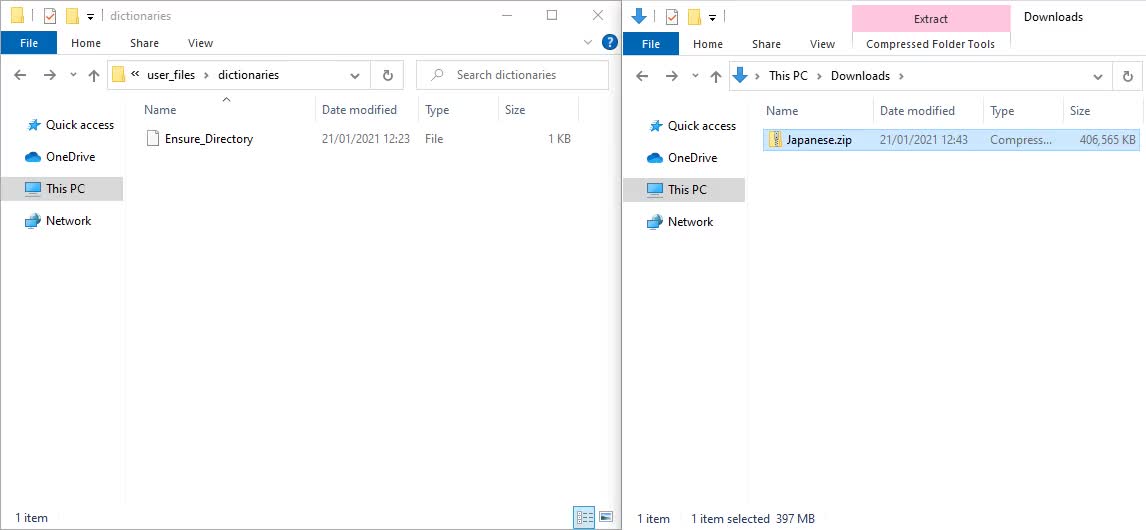 dictionaries
File Home Share View
user_files dictionaries
Search dictionaries
Name Date modified Type Size
Quick access
Ensure_Directory 21/01/2021 12:23 File 1 KB
OneDrive
This PC
Network
1 item
Extract Downloads
File Home Share View Compressed Folder Tools
This PC Downloads
Name Date modified Type Size
Quick access
Japanese.zip 21/01/2021 12:43 Compress... 406,565 KB
OneDrive
This PC
Network
1 item 1 item selected 397 MB